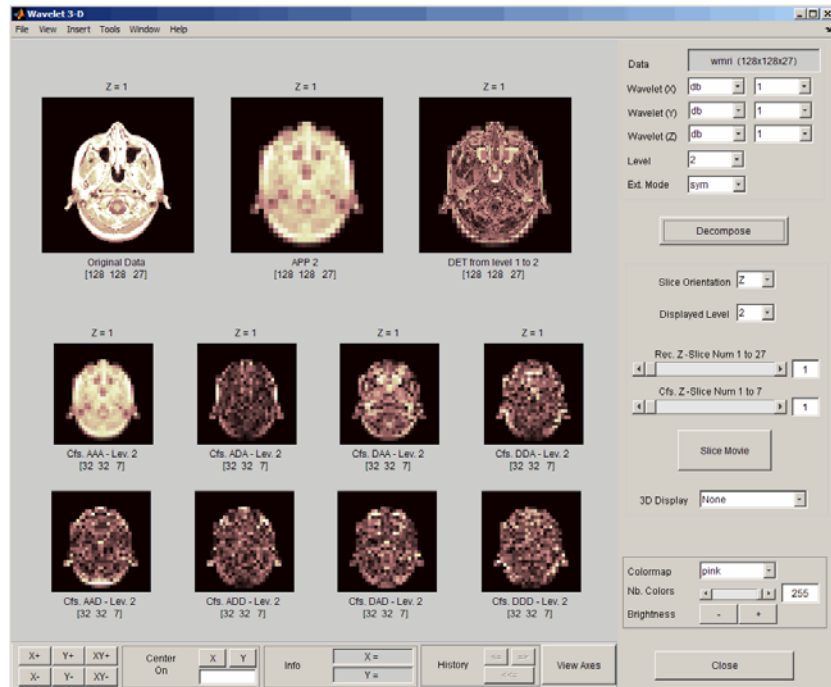 Wavelet 3-D
File View Insert Tools Window Help
Z = 1 Z = 1 Z = 1
Original Data APP 2 DET from level 1 to 2
[128 128 27] [128 128 27] [128 128 27]
Z = 1 Z = 1 Z = 1 Z = 1
Cfs. AAA - Lev. 2 Cfs. ADA - Lev. 2 Cfs. DAA - Lev. 2 Cfs. DDA - Lev. 2
[32 32 7] [32 32 7] [32 32 7] [32 32 7]
Cfs. AAD - Lev. 2 Cfs. ADD - Lev. 2 Cfs. DAD - Lev. 2 Cfs. DDD - Lev. 2
[32 32 7] [32 32 7] [32 32 7] [32 32 7]
Data wmri (128x128x27)
Wavelet (X) db 1
Wavelet (Y) db 1
Wavelet (Z) db 1
Level 2
Ext. Mode sym
Decompose
Slice Orientation Z
Displayed Level 2
Rec. Z-Slice Num 1 to 27
1
Cfs. Z-Slice Num 1 to 7
1
Slice Movie
3D Display None
Colormap pink
Nb. Colors 255
Brightness - +
X+ Y+ XY+
X- Y- XY-
Center
On
X Y
Info
X =
Y =
History
<= =>
<<=
View Axes
Close